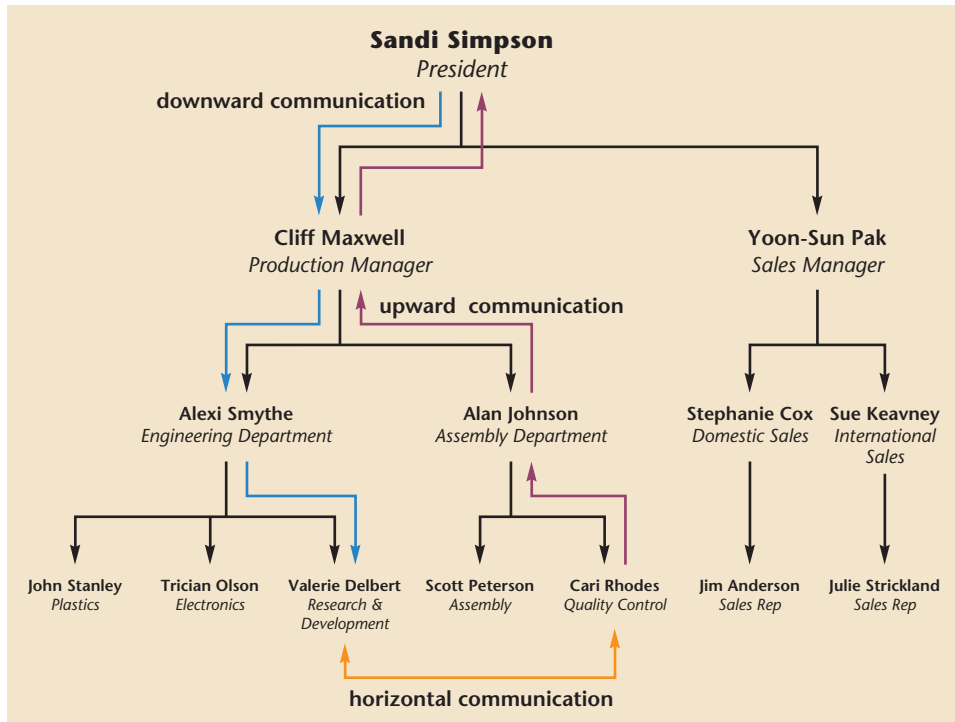 Sandi Simpson
President
downward communication
Cliff Maxwell
Production Manager
Yoon-Sun Pak
Sales Manager
upward communication
Alexi Smythe
Engineering Department
Alan Johnson
Assembly Department
Stephanie Cox
Domestic Sales
Sue Keavney
International
Sales
John Stanley
Plastics
Trician Olson
Electronics
Valerie Delbert
Research &
Development
Scott Peterson
Assembly
Cari Rhodes
Quality Control
Jim Anderson
Sales Rep
Julie Strickland
Sales Rep
horizontal communication